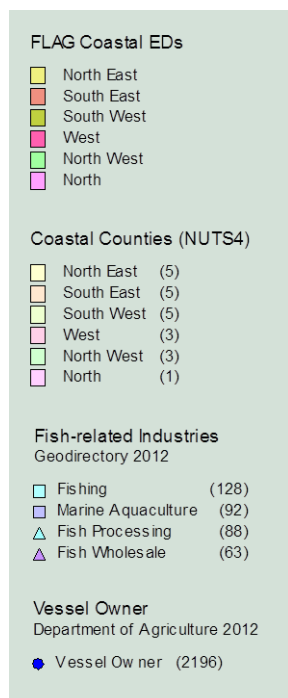 FLAG Coastal EDs
North East
South East
South West
West
North West
North
Coastal Counties (NUTS4)
North East (5)
South East (5)
South West (5)
West (3)
North West (3)
North (1)
Fish-related Industries
Geodirectory 2012
Fishing (128)
Marine Aquaculture (92)
Fish Processing (88)
Fish Wholesale (63)
Vessel Owner
Department of Agriculture 2012
Vessel Owner (2196)